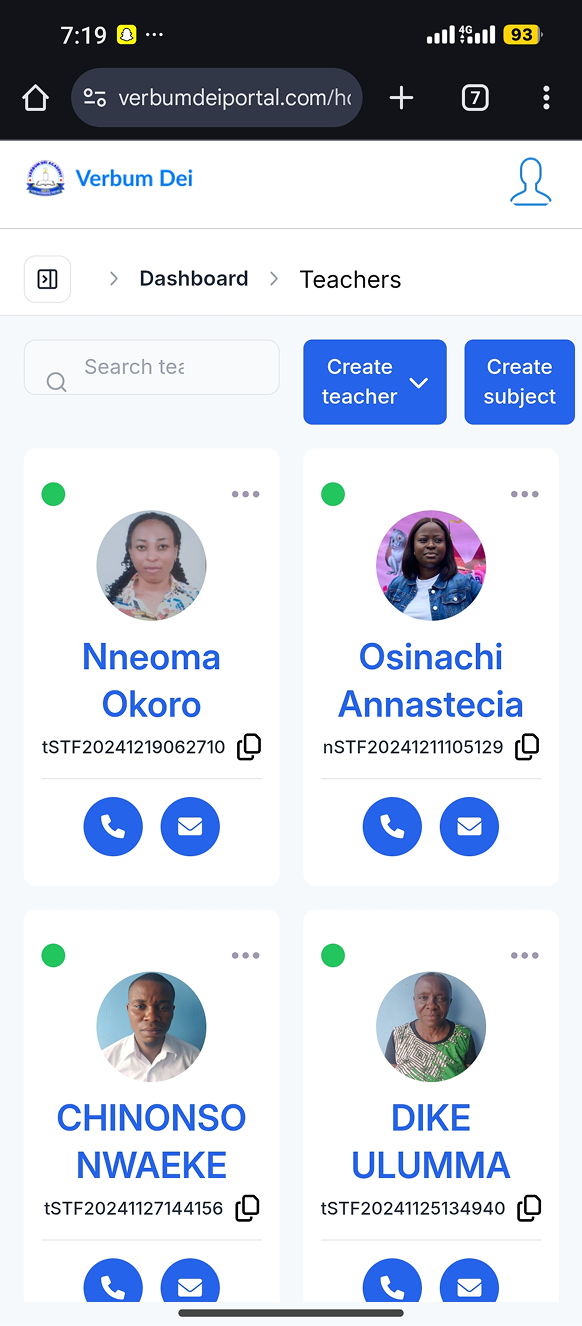 7:19
4G
93
verbumdeiportal.com/ho
7
Verbum Dei
Dashboard
Teachers
Search tea
Create
teacher
Create
subject
Nneoma
Okoro
tSTF20241219062710
Osinachi
Annastecia
nSTF20241211105129
CHINONSO
NWAEKE
tSTF20241127144156
DIKE
ULUMMA
tSTF20241125134940